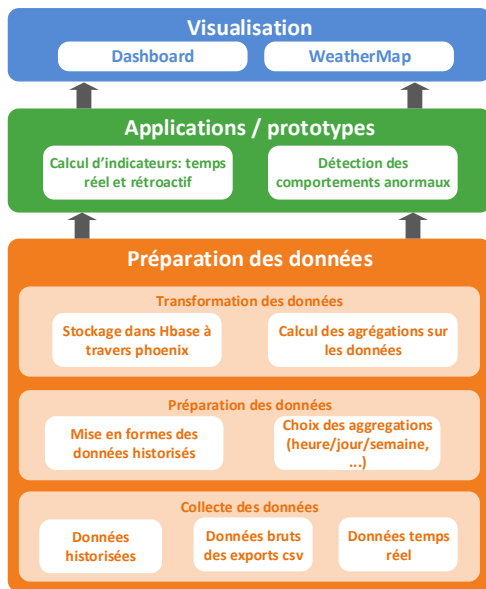 Visualisation
Dashboard
WeatherMap
Applications / prototypes
Calcul d’indicateurs: temps
réel et rétroactif
Détection des
comportements anormaux
Préparation des données
Transformation des données
Stockage dans Hbase à
travers phoenix
Calcul des agrégations sur
les données
Préparation des données
Mise en formes des
données historisés
Choix des aggregations
(heure/jour/semaine,
...)
Collecte des données
Données
historisées
Données bruts
des exports csv
Données temps
réel